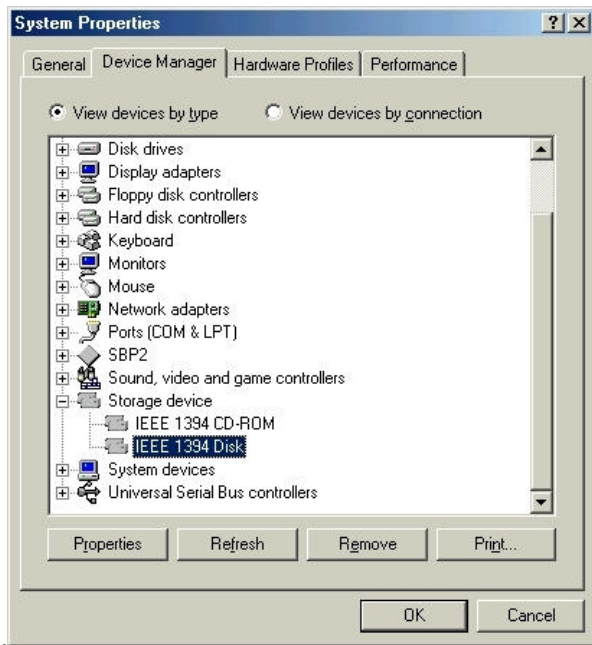 System Properties
General Device Manager Hardware Profiles Performance
View devices by type View devices by connection
Disk drives
Display adapters
Floppy disk controllers
Hard disk controllers
Keyboard
Monitors
Mouse
Network adapters
Ports (COM & LPT)
SBP2
Sound, video and game controllers
Storage device
IEEE 1394 CD-ROM
IEEE 1394 Disk
System devices
Universal Serial Bus controllers
Properties Refresh Remove Print...
OK Cancel